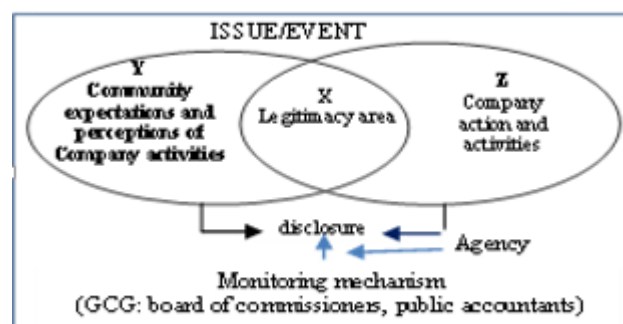 ISSUE/EVENT
Y
Community
expectations and
perceptions of
Company activities
X
Legitimacy area
Z
Company
action and
activities
disclosure
Agency
Monitoring mechanism
(GCG: board of commissioners, public accountants)